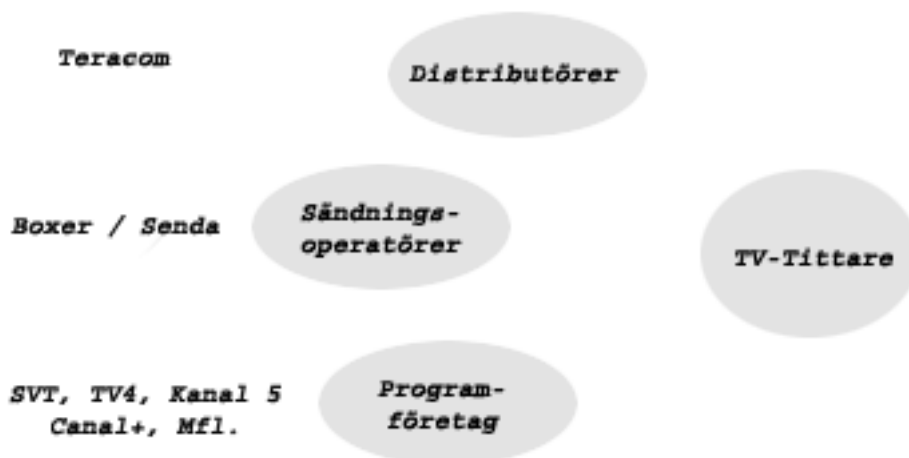 Teracom
Distributörer
Boxer / Senda
Sändnings-
operatörer
TV-Tittare
SVT, TV4, Kanal 5
Canal+, Mfl.
Program-
företag